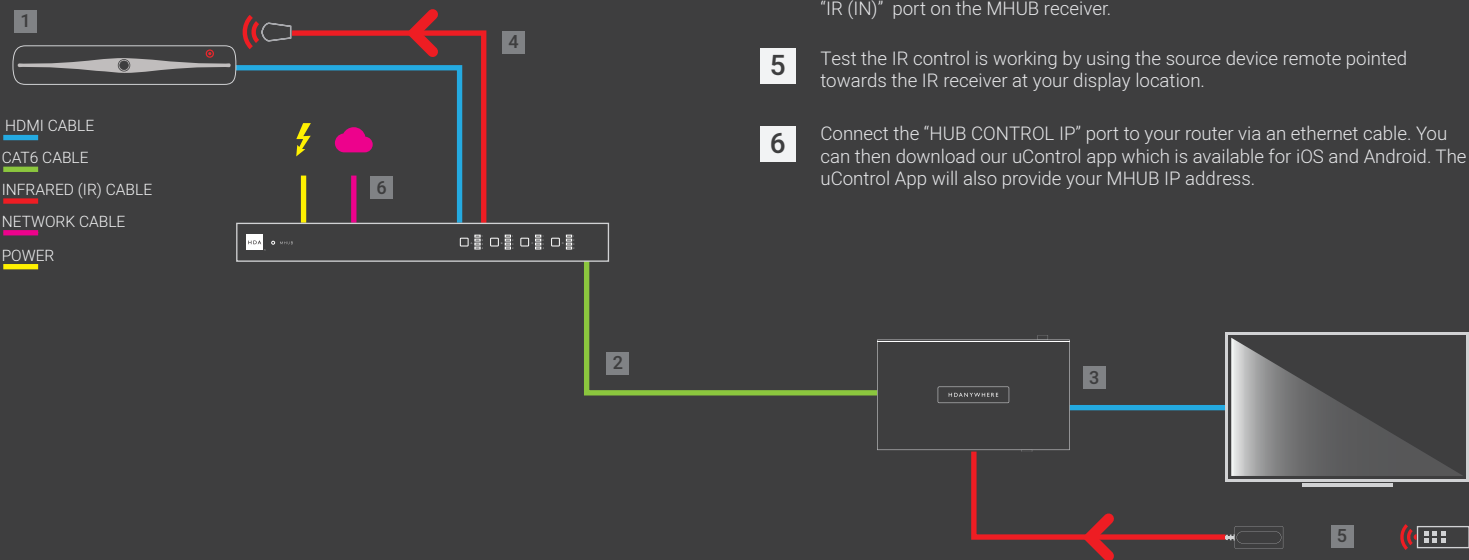 1
4
HDMI CABLE
CAT6 CABLE
INFRARED (IR) CABLE
NETWORK CABLE
POWER
6
HDA MHUB
2
HDANYWHERE
3
5
“IR (IN)” port on the MHUB receiver.
5
Test the IR control is working by using the source device remote pointed
towards the IR receiver at your display location.
6
Connect the “HUB CONTROL IP” port to your router via an ethernet cable. You
can then download our uControl app which is available for iOS and Android. The
uControl App will also provide your MHUB IP address.